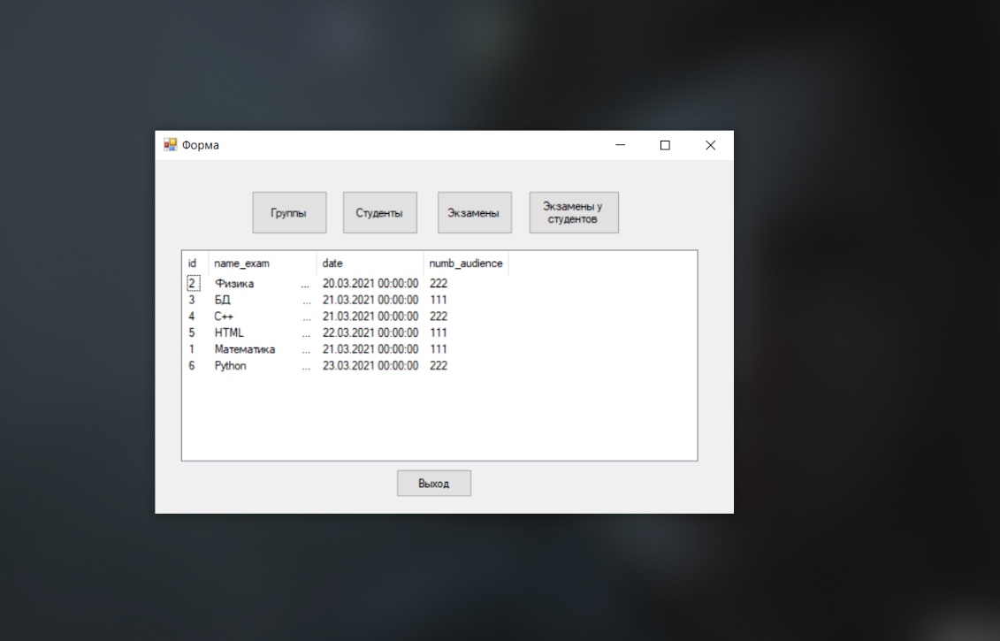 Форма
Группы
Студенты
Экзамены
Экзамены у
студентов
id name_exam date numb_audience
2 Физика ... 20.03.2021 00:00:00 222
3 БД ... 21.03.2021 00:00:00 111
4 C++ ... 21.03.2021 00:00:00 222
5 HTML ... 22.03.2021 00:00:00 111
1 Математика ... 21.03.2021 00:00:00 111
6 Python ... 23.03.2021 00:00:00 222
Выход